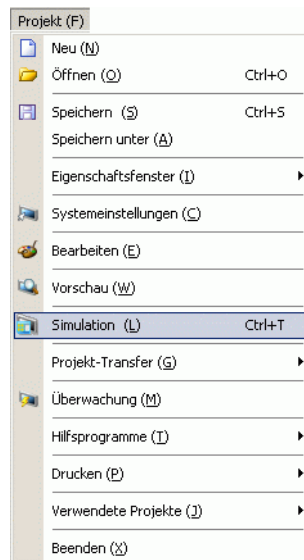 Projekt (F)
Neu (N)
Öffnen (O) Ctrl+O
Speichern (S) Ctrl+S
Speichern unter (A)
Eigenschaftsfenster (I)
Systemeinstellungen (C)
Bearbeiten (E)
Vorschau (W)
Simulation (L) Ctrl+T
Projekt-Transfer (G)
Überwachung (M)
Hilfsprogramme (T)
Drucken (P)
Verwendete Projekte (J)
Beenden (X)